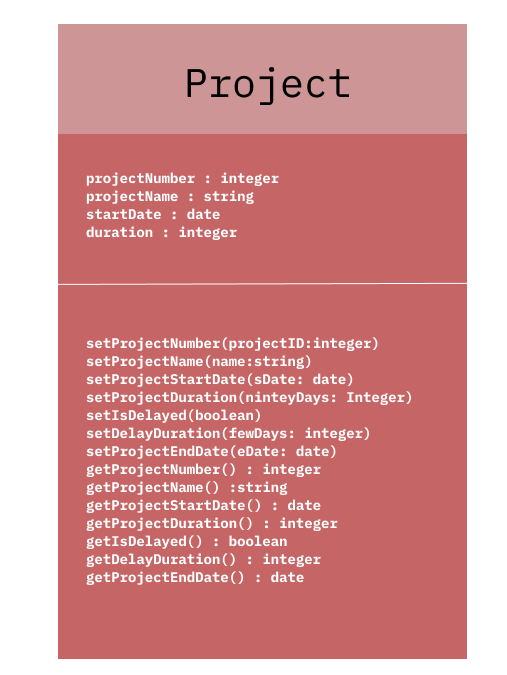 Project
projectNumber : integer
projectName : string
startDate : date
duration : integer
setProjectNumber(projectID:integer)
setProjectName(name:string)
setProjectStartDate(sDate: date)
setProjectDuration(ninteyDays: Integer)
setIsDelayed(boolean)
setDelayDuration(fewDays: integer)
setProjectEndDate(eDate: date)
getProjectNumber() : integer
getProjectName() :string
getProjectStartDate() : date
getProjectDuration() : integer
getIsDelayed() : boolean
getDelayDuration() : integer
getProjectEndDate() : date